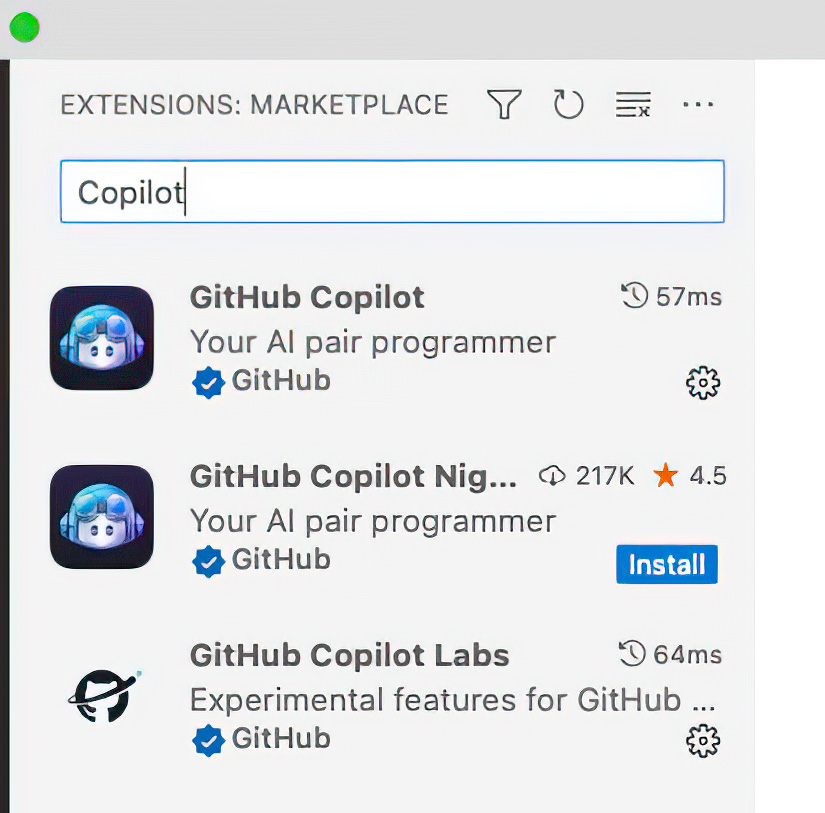 EXTENSIONS: MARKETPLACE
Copilot
GitHub Copilot 57ms
Your AI pair programmer
GitHub
GitHub Copilot Nig... 217K 4.5
Your AI pair programmer
GitHub
Install
GitHub Copilot Labs 64ms
Experimental features for GitHub ...
GitHub